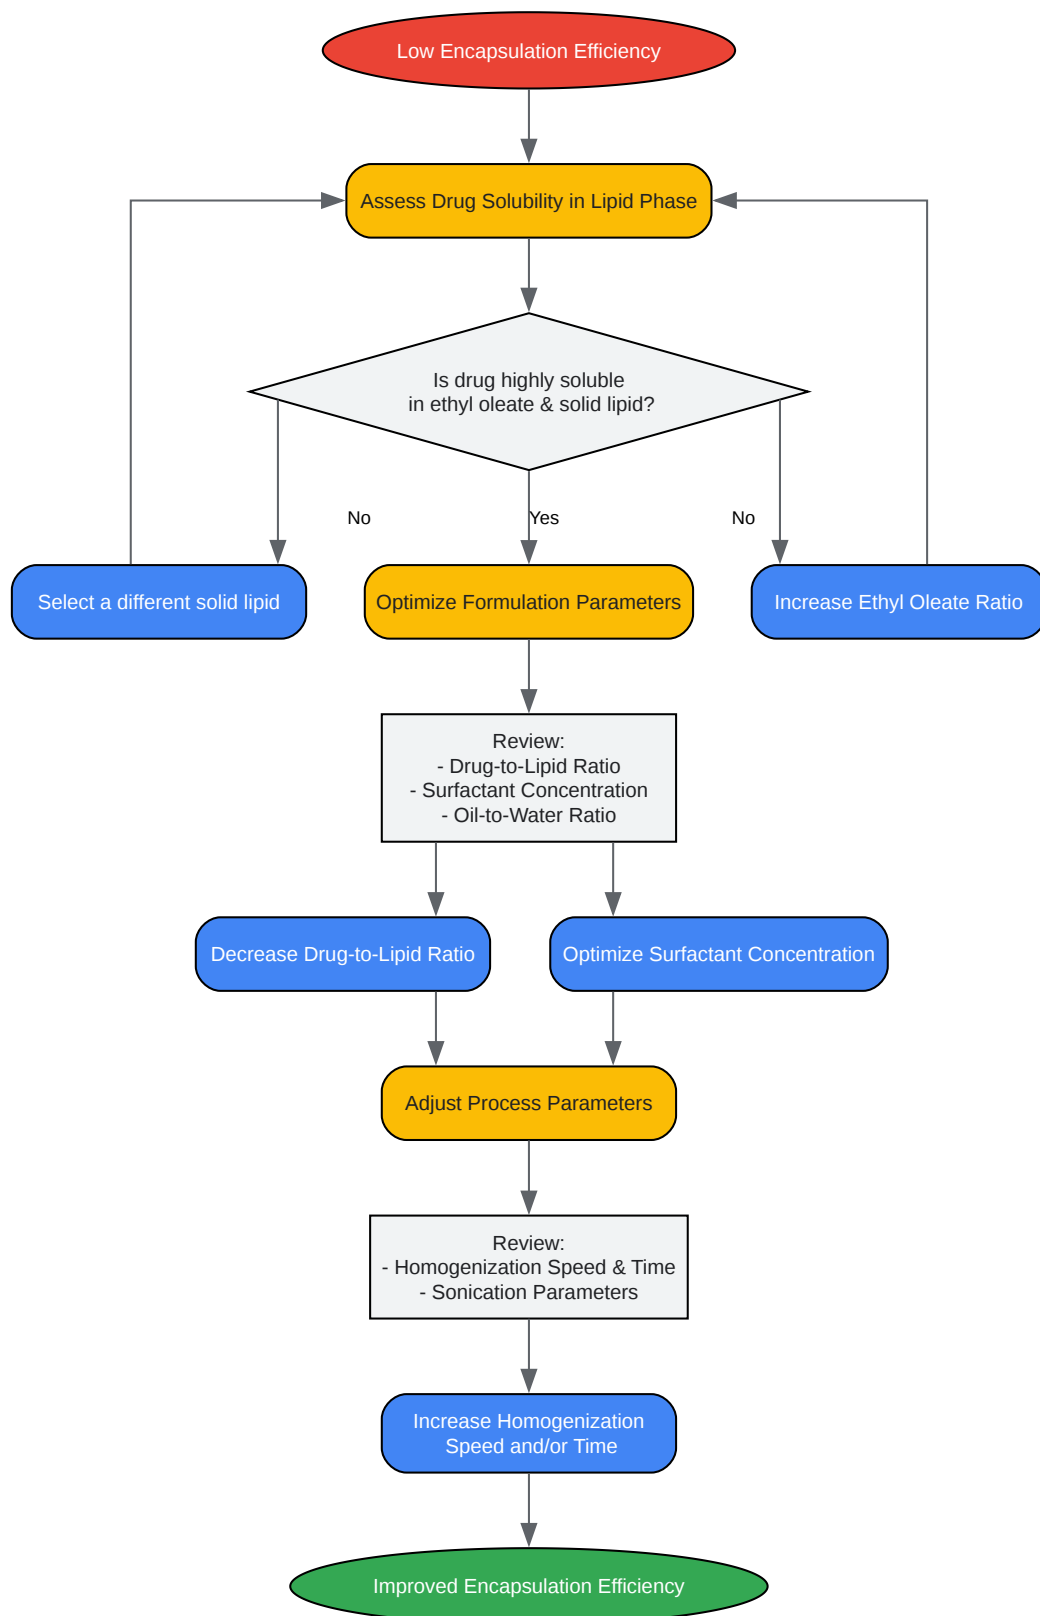 Low Encapsulation Efficiency
Assess Drug Solubility in Lipid Phase
Is drug highly soluble
in ethyl oleate & solid lipid?
No
Yes
No
Select a different solid lipid
Optimize Formulation Parameters
Increase Ethyl Oleate Ratio
Review:
- Drug-to-Lipid Ratio
- Surfactant Concentration
- Oil-to-Water Ratio
Decrease Drug-to-Lipid Ratio
Optimize Surfactant Concentration
Adjust Process Parameters
Review:
- Homogenization Speed & Time
- Sonication Parameters
Increase Homogenization
Speed and/or Time
Improved Encapsulation Efficiency